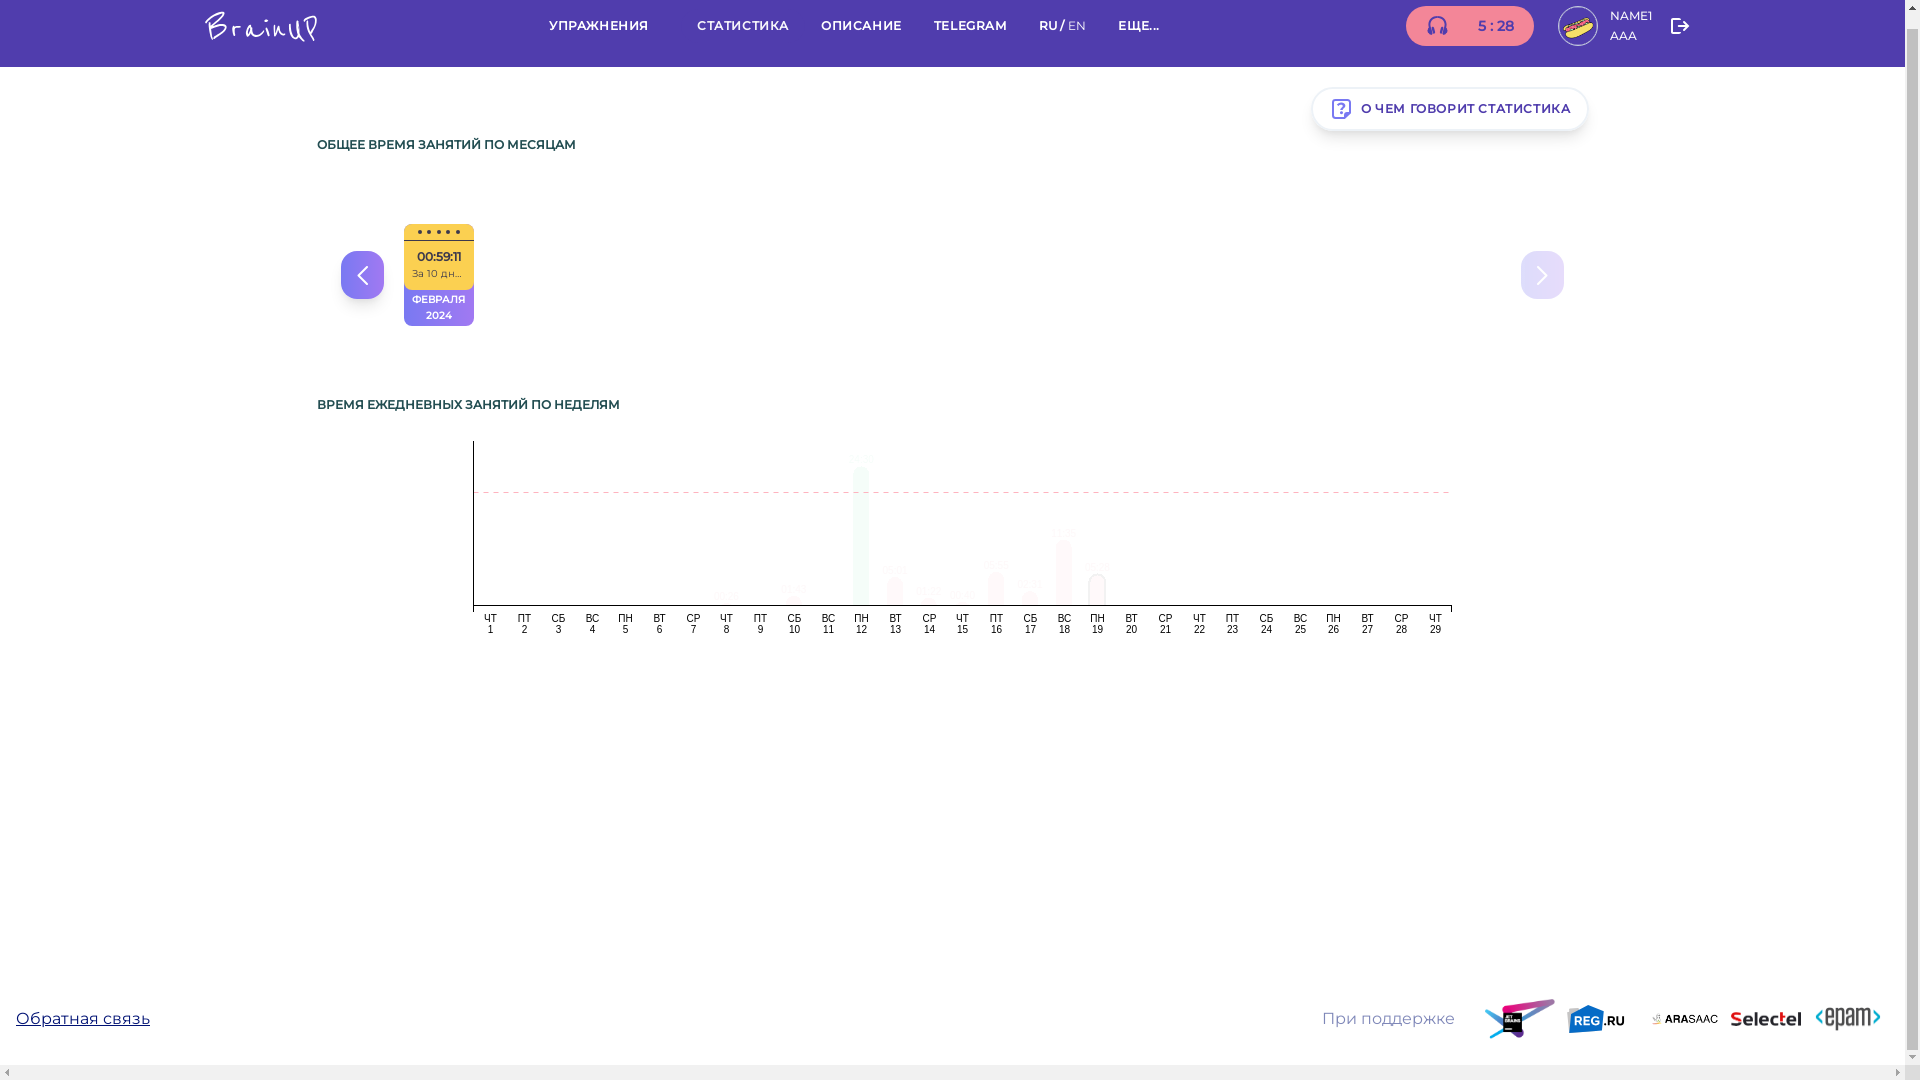 BrainUP
УПРАЖНЕНИЯ
СТАТИСТИКА
ОПИСАНИЕ
TELEGRAM
RU / EN
ЕЩЕ...
5 : 28
NAME1
AAA
О ЧЕМ ГОВОРИТ СТАТИСТИКА
ОБЩЕЕ ВРЕМЯ ЗАНЯТИЙ ПО МЕСЯЦАМ
00:59:11
За 10 дн...
ФЕВРАЛЯ
2024
ВРЕМЯ ЕЖЕДНЕВНЫХ ЗАНЯТИЙ ПО НЕДЕЛЯМ
ЧТ ПТ СБ ВС ПН ВТ СР ЧТ ПТ СБ ВС ПН ВТ СР ЧТ ПТ СБ ВС ПН ВТ СР ЧТ ПТ СБ ВС ПН ВТ СР ЧТ
1 2 3 4 5 6 7 8 9 10 11 12 13 14 15 16 17 18 19 20 21 22 23 24 25 26 27 28 29
Обратная связь
При поддержке
JET BRAINS
REG.RU
ARASAAC
Selectel
<epam>